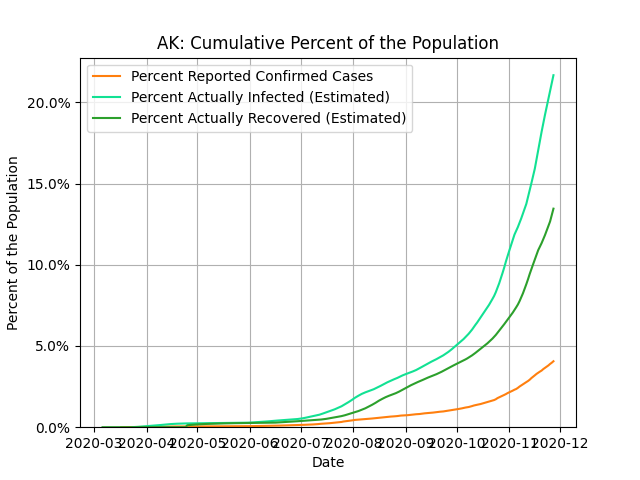 AK: Cumulative Percent of the Population
Percent Reported Confirmed Cases
Percent Actually Infected (Estimated)
Percent Actually Recovered (Estimated)
Percent of the Population
20.0%
15.0%
10.0%
5.0%
0.0%
2020-03 2020-04 2020-05 2020-06 2020-07 2020-08 2020-09 2020-10 2020-11 2020-12
Date